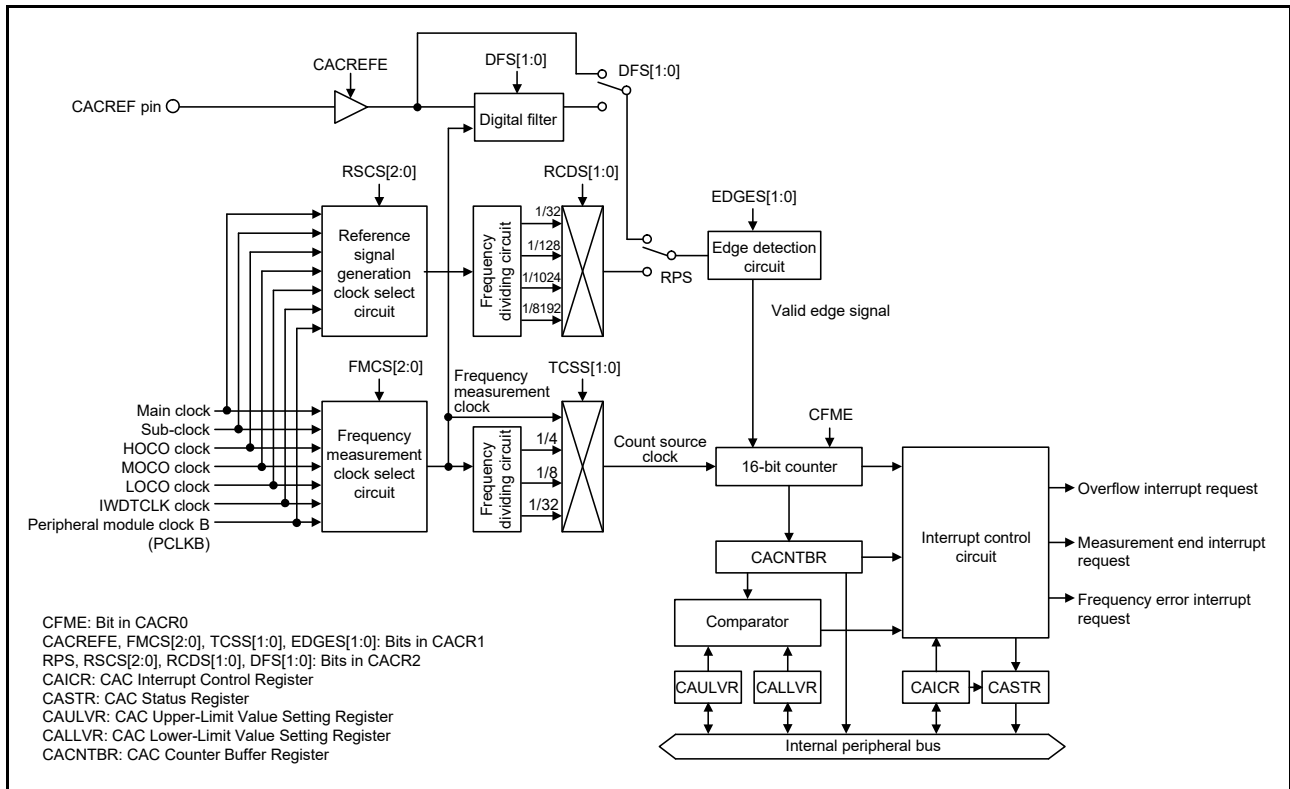 CACREFE
DFS[1:0]
DFS[1:0]
CACREF pin
Digital filter
RSCS[2:0]
RCDS[1:0]
EDGES[1:0]
Reference
signal
generation
clock select
circuit
Frequency
dividing circuit
1/32
1/128
1/1024
1/8192
RPS
Edge detection
circuit
Valid edge signal
FMCS[2:0]
Frequency
measurement
clock
TCSS[1:0]
CFME
Main clock
Sub-clock
HOCO clock
MOCO clock
LOCO clock
IWDTCLK clock
Peripheral module clock B
(PCLKB)
Frequency
measurement
clock select
circuit
Frequency
dividing circuit
1/4
1/8
1/32
Count source
clock
16-bit counter
CACNTBR
Comparator
CAULVR
CALLVR
Interrupt control
circuit
CAICR
CASTR
Overflow interrupt request
Measurement end interrupt
request
Frequency error interrupt
request
Internal peripheral bus
CFME: Bit in CACR0
CACREFE, FMCS[2:0], TCSS[1:0], EDGES[1:0]: Bits in CACR1
RPS, RSCS[2:0], RCDS[1:0], DFS[1:0]: Bits in CACR2
CAICR: CAC Interrupt Control Register
CASTR: CAC Status Register
CAULVR: CAC Upper-Limit Value Setting Register
CALLVR: CAC Lower-Limit Value Setting Register
CACNTBR: CAC Counter Buffer Register